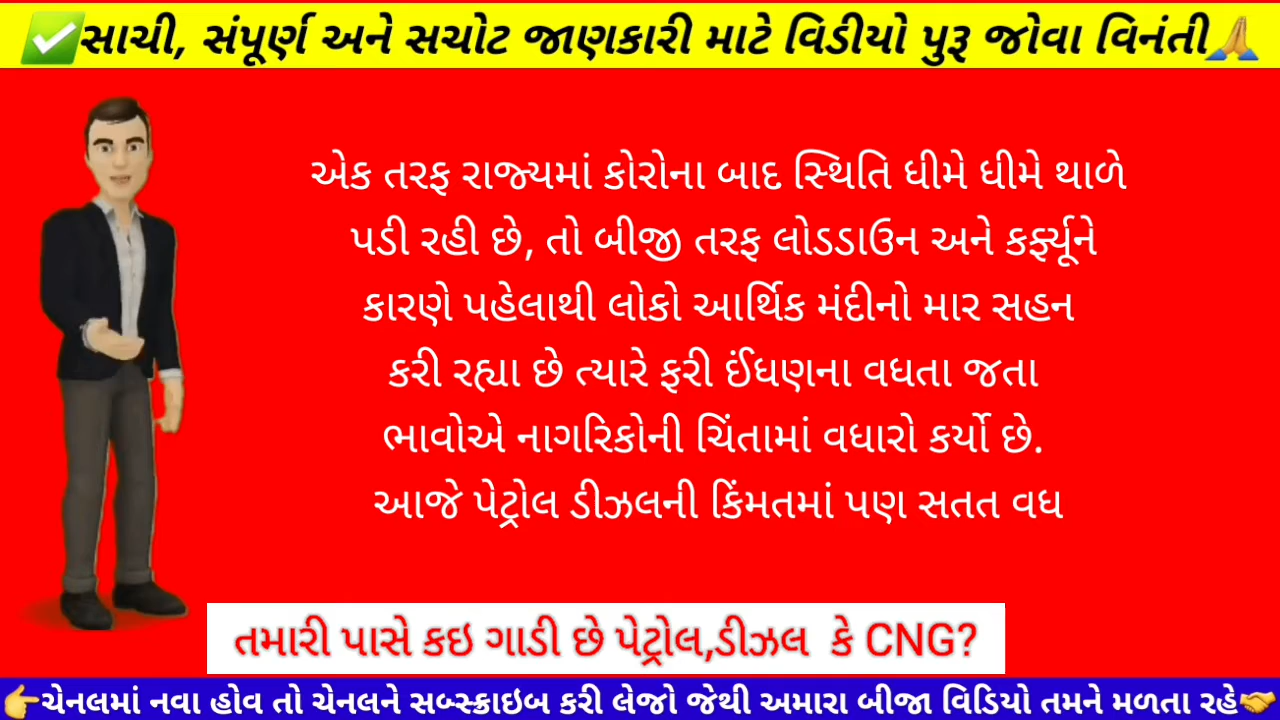 ✅સાચી, સંપૂર્ણ અને સચોટ જાણકારી માટે વિડીયો પુરૂ જોવા વિનંતી🙏
એક તરફ રાજ્યમાં કોરોના બાદ સ્થિતિ ધીમે ધીમે થાળે
પડી રહી છે, તો બીજી તરફ લોડડાઉન અને કર્ફ્યૂને
કારણે પહેલાથી લોકો આર્થિક મંદીનો માર સહન
કરી રહ્યા છે ત્યારે ફરી ઈંધણના વધતા જતા
ભાવોએ નાગરિકોની ચિંતામાં વધારો કર્યો છે.
આજે પેટ્રોલ ડીઝલની કિંમતમાં પણ સતત વધ
તમારી પાસે કઇ ગાડી છે પેટ્રોલ,ડીઝલ કે CNG?
👉ચેનલમાં નવા હોવ તો ચેનલને સબ્સ્ક્રાઇબ કરી લેજો જેથી અમારા બીજા વિડિયો તમને મળતા રહે🤝